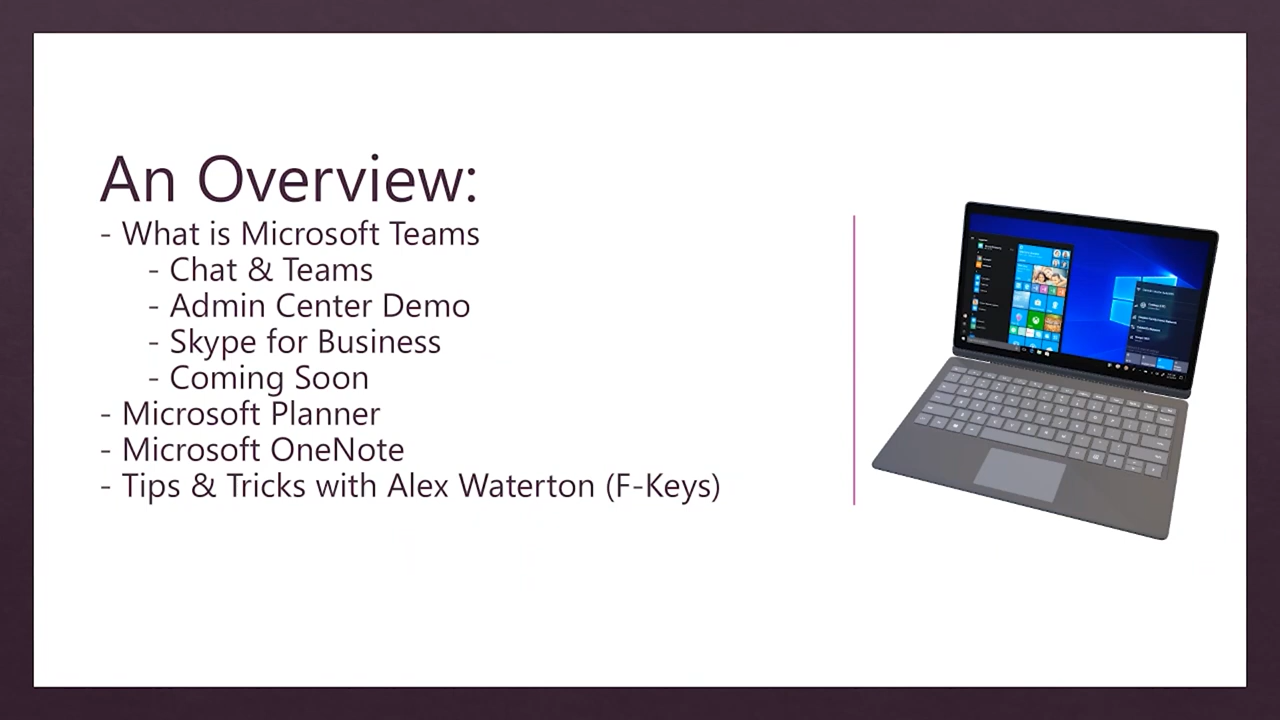 An Overview:
- What is Microsoft Teams
- Chat & Teams
- Admin Center Demo
- Skype for Business
- Coming Soon
- Microsoft Planner
- Microsoft OneNote
- Tips & Tricks with Alex Waterton (F-Keys)